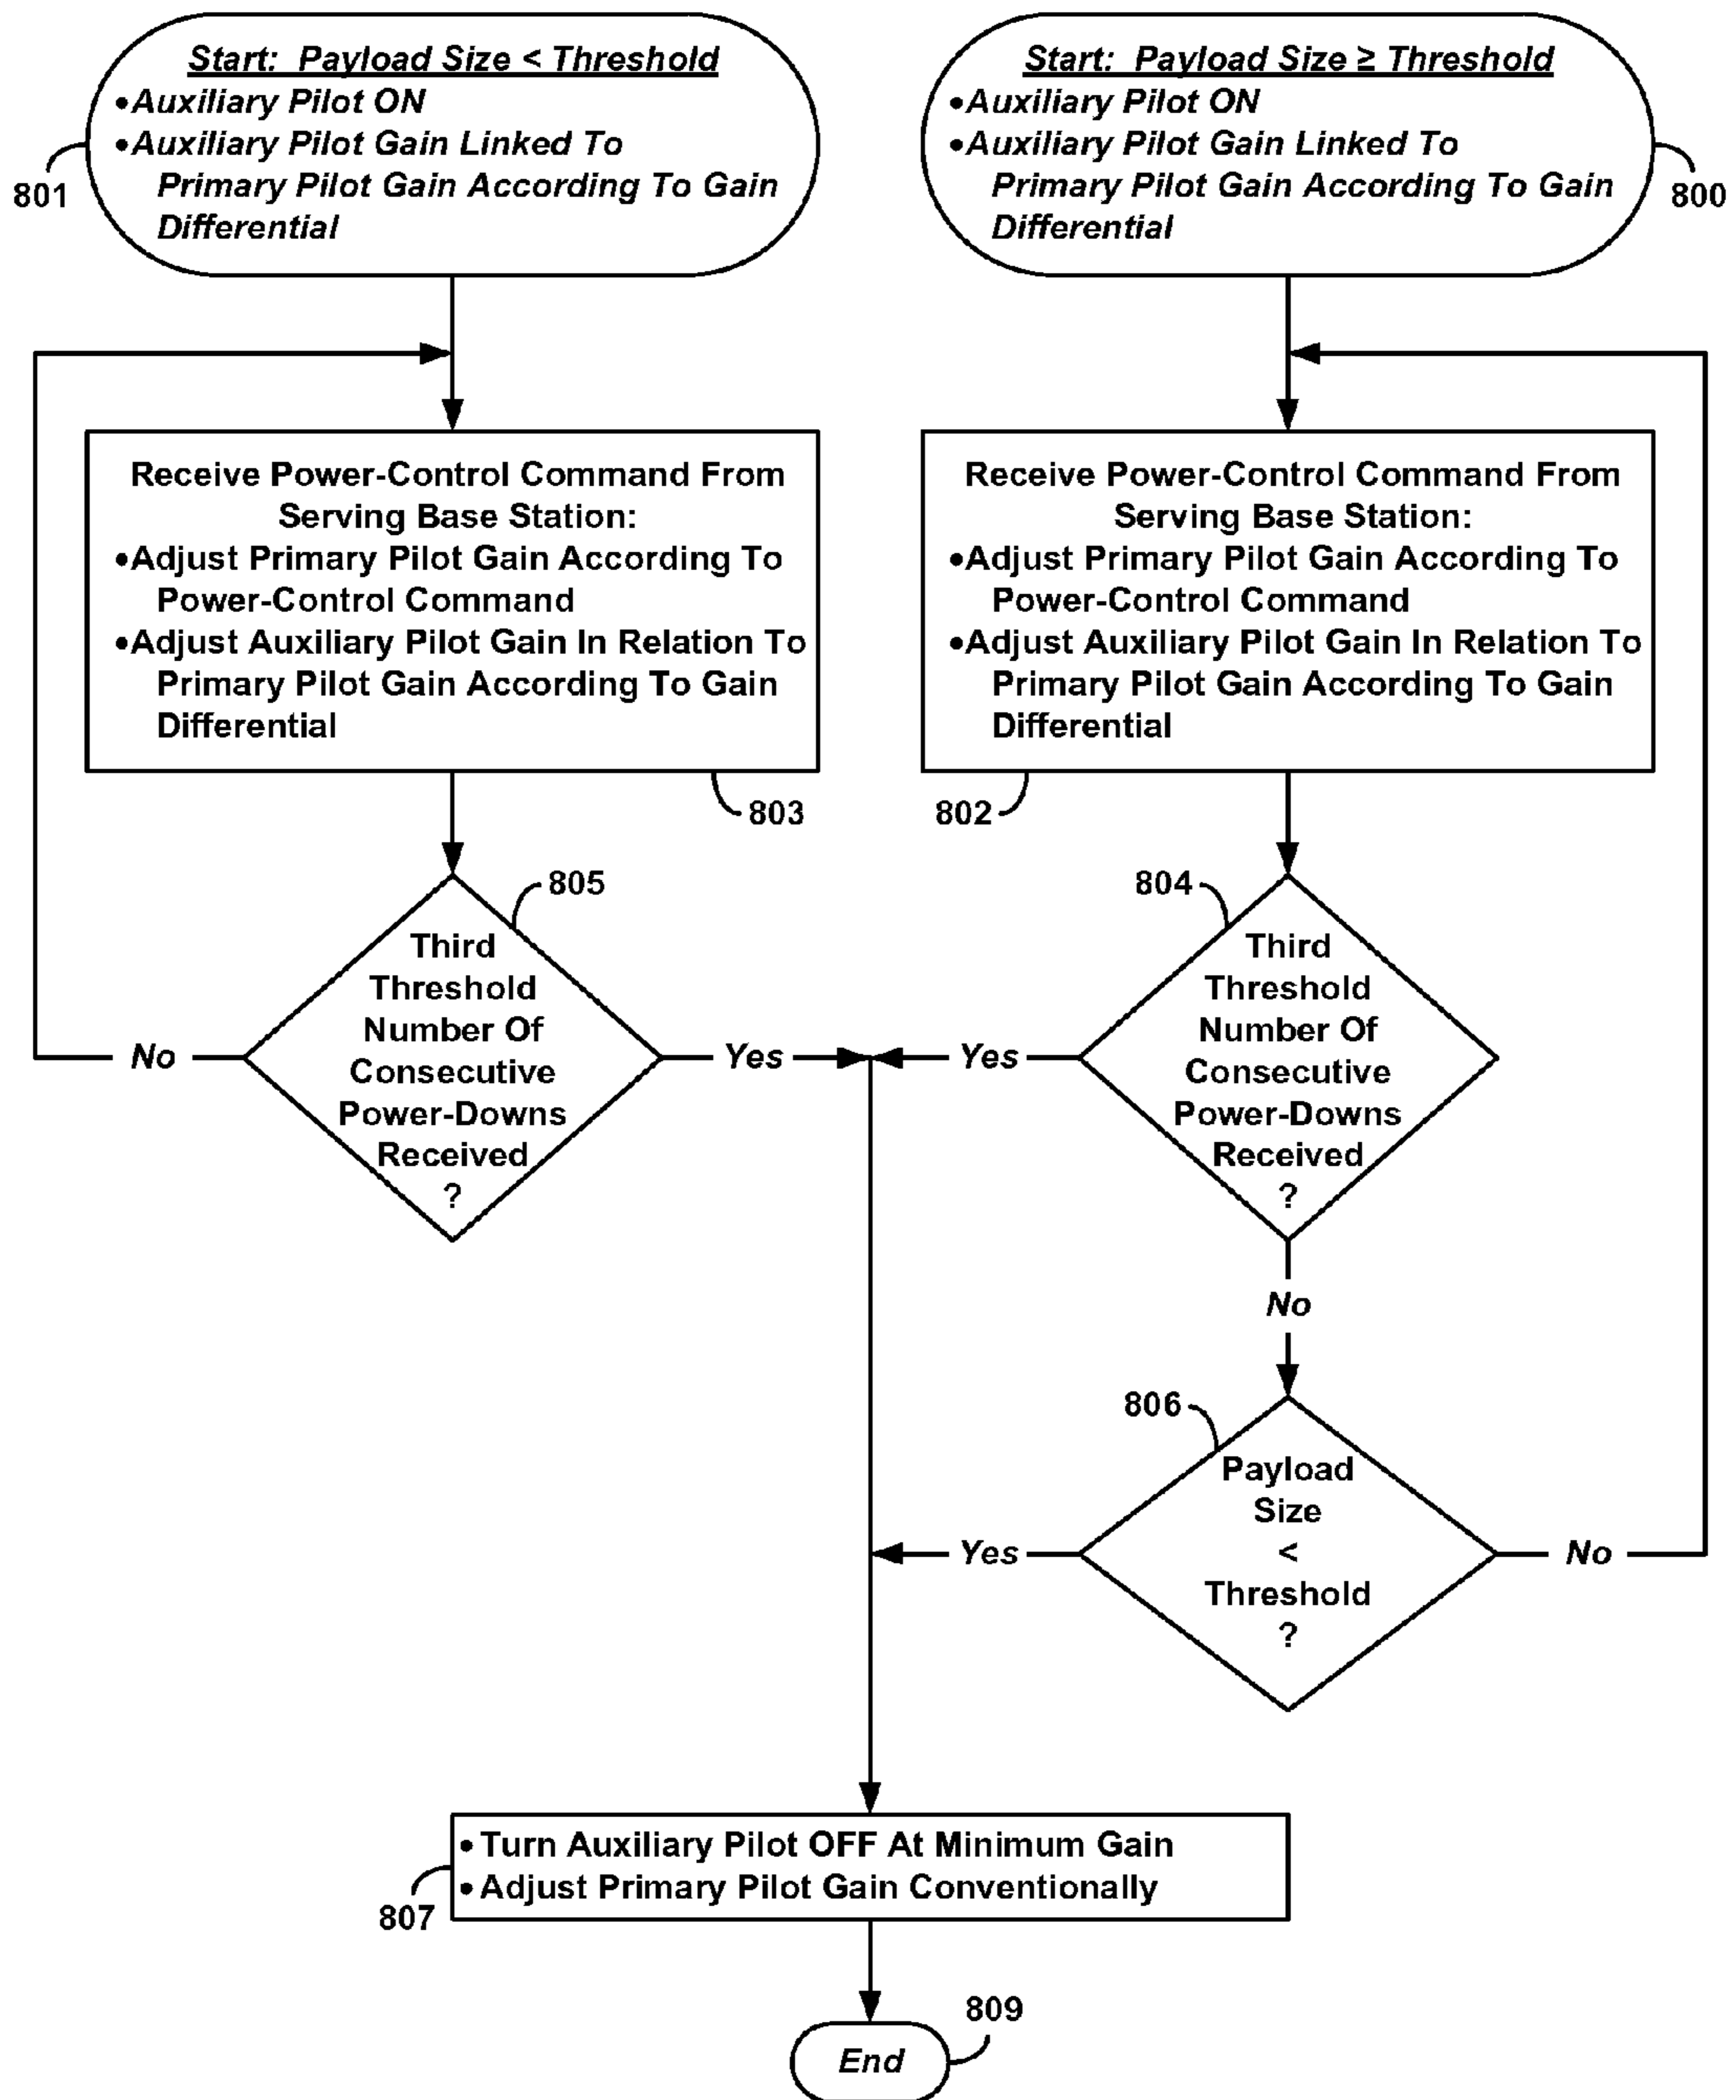 Start: Payload Size < Threshold
•Auxiliary Pilot ON
•Auxiliary Pilot Gain Linked To
Primary Pilot Gain According To Gain
Differential
801
Start: Payload Size ≥ Threshold
•Auxiliary Pilot ON
•Auxiliary Pilot Gain Linked To
Primary Pilot Gain According To Gain
Differential
800
Receive Power-Control Command From
Serving Base Station:
•Adjust Primary Pilot Gain According To
Power-Control Command
•Adjust Auxiliary Pilot Gain In Relation To
Primary Pilot Gain According To Gain
Differential
803
Receive Power-Control Command From
Serving Base Station:
•Adjust Primary Pilot Gain According To
Power-Control Command
•Adjust Auxiliary Pilot Gain In Relation To
Primary Pilot Gain According To Gain
Differential
802
805
Third
Threshold
Number Of
Consecutive
Power-Downs
Received
?
No
Yes
804
Third
Threshold
Number Of
Consecutive
Power-Downs
Received
?
Yes
No
806
Payload
Size
<
Threshold
?
Yes
No
• Turn Auxiliary Pilot OFF At Minimum Gain
• Adjust Primary Pilot Gain Conventionally
807
809
End